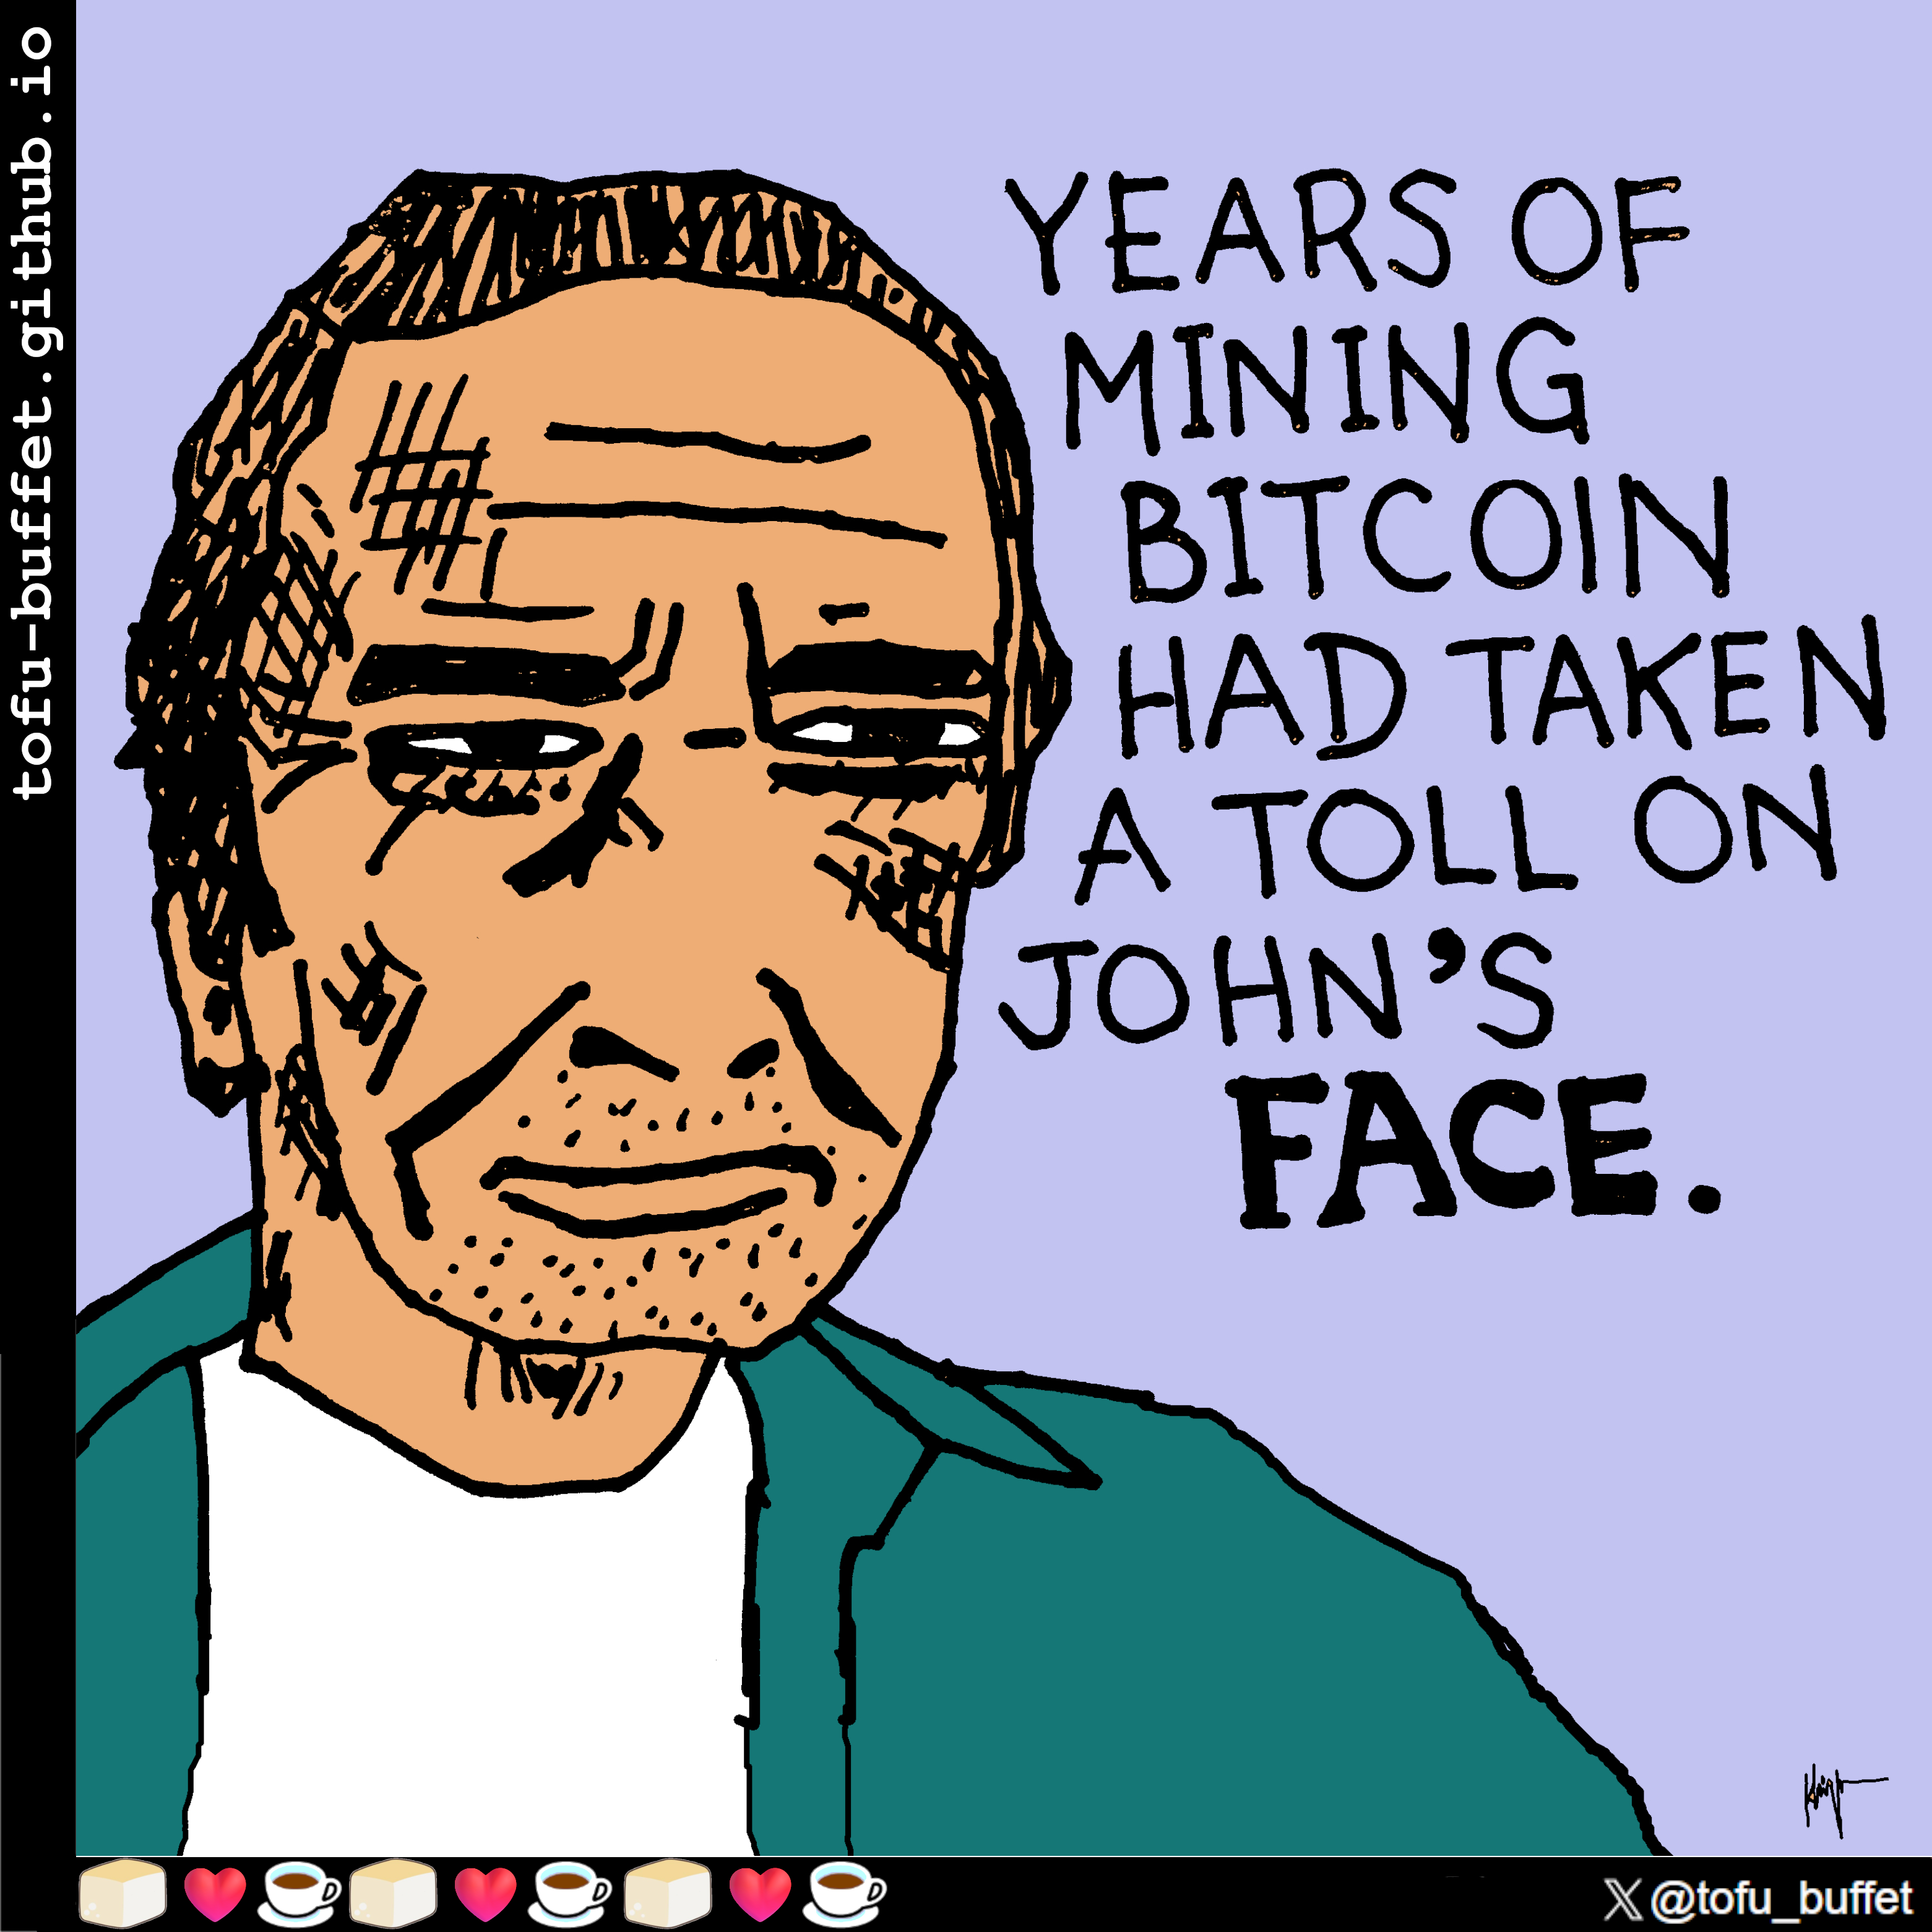 tofu-buffet.github.io
YEARS OF
MINING
BITCOIN
HAD TAKEN
A TOLL ON
JOHN'S
FACE.
X @tofu_buffet